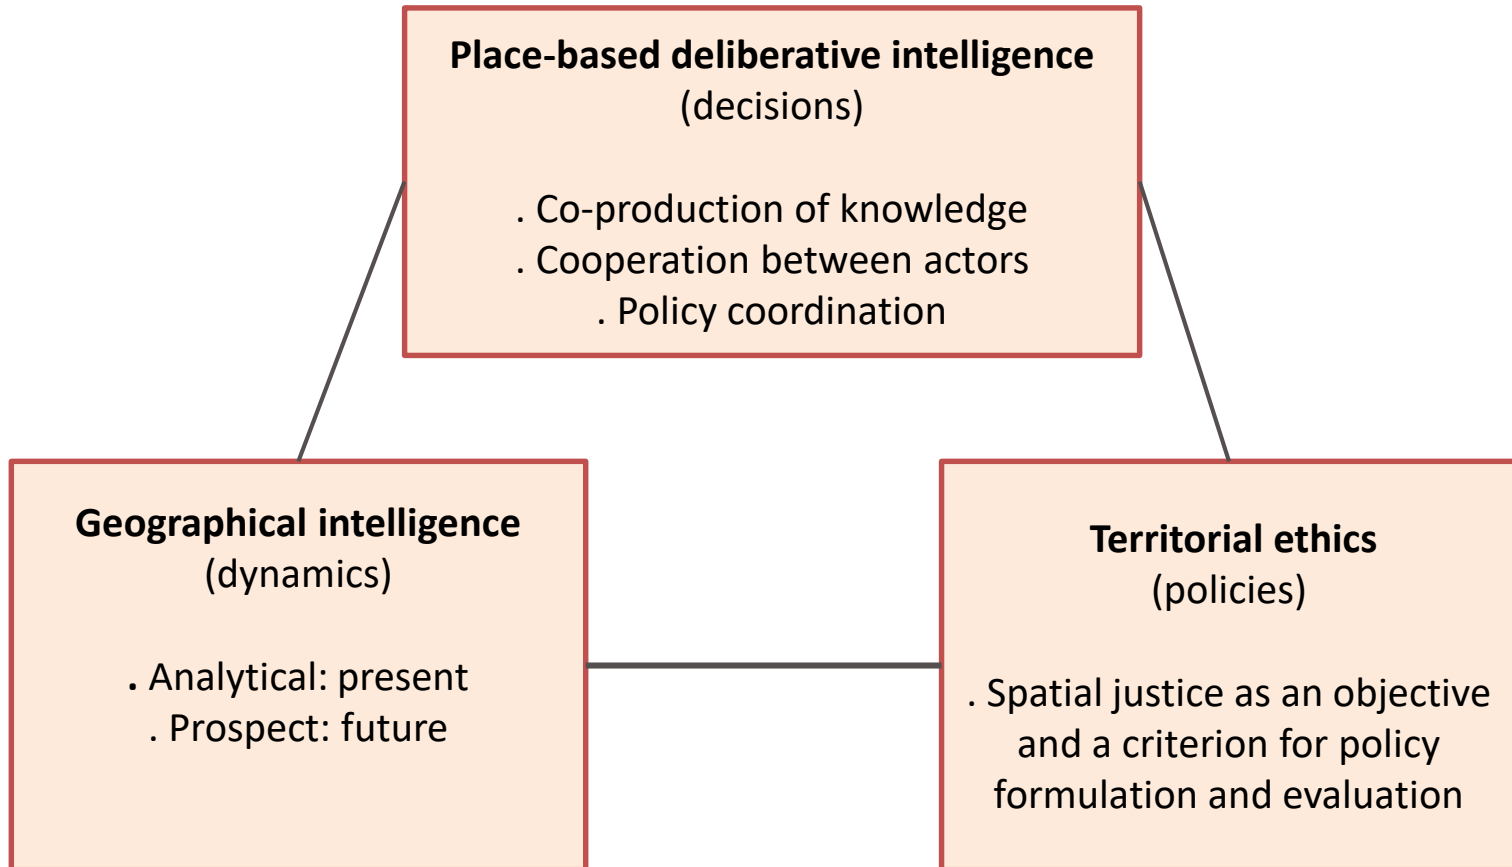 Place-based deliberative intelligence
(decisions)
. Co-production of knowledge
. Cooperation between actors
. Policy coordination
Geographical intelligence
(dynamics)
. Analytical: present
. Prospect: future
Territorial ethics
(policies)
. Spatial justice as an objective
and a criterion for policy
formulation and evaluation